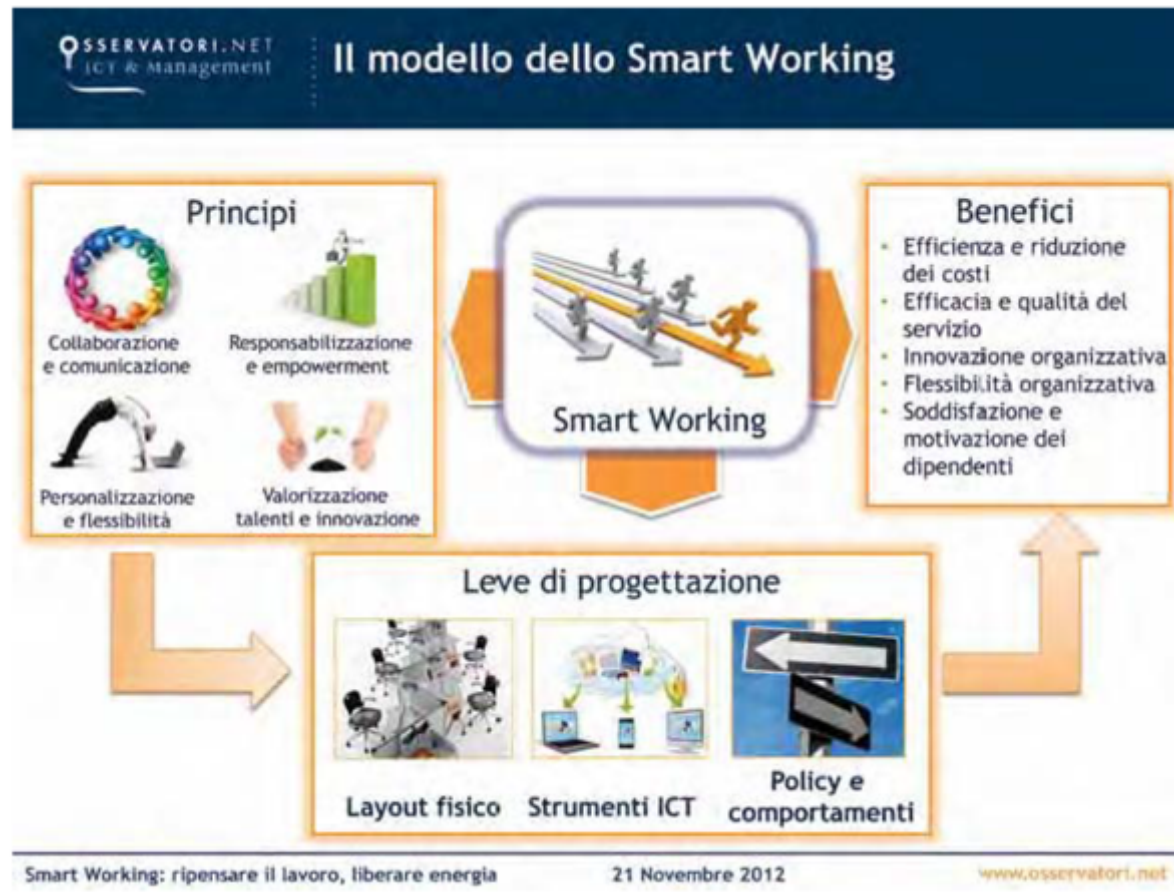 OSSERVATORI.NET
ICT & Management
Il modello dello Smart Working
Principi
Collaborazione
e comunicazione
Responsabilizzazione
e empowerment
Personalizzazione
e flessibilità
Valorizzazione
talenti e innovazione
Smart Working
Benefici
• Efficienza e riduzione
dei costi
• Efficacia e qualità del
servizio
• Innovazione organizzativa
• Flessibilità organizzativa
• Soddisfazione e
motivazione dei
dipendenti
Leve di progettazione
Layout fisico
Strumenti ICT
Policy e
comportamenti
Smart Working: ripensare il lavoro, liberare energia
21 Novembre 2012
www.osservatori.net